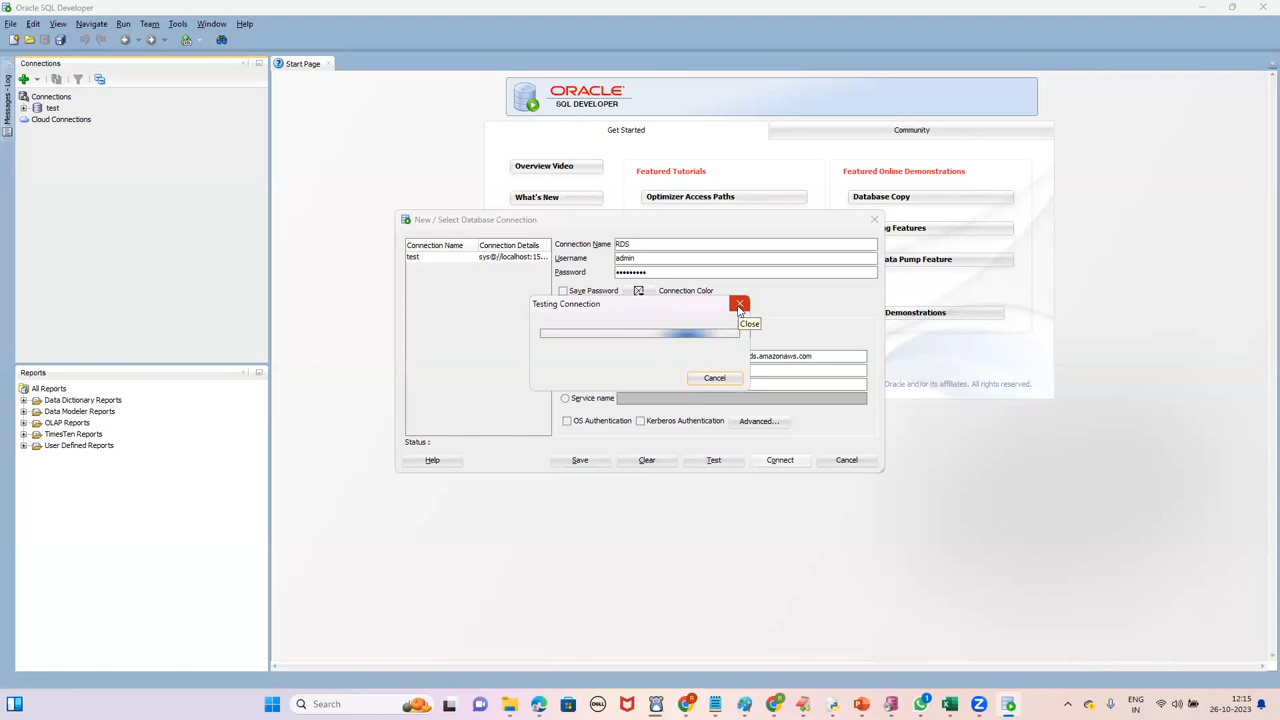 Oracle SQL Developer
File Edit View Navigate Run Team Tools Window Help
Connections
Start Page
Messages - Log
Connections
test
Cloud Connections
ORACLE
SQL DEVELOPER
Get Started
Community
Overview Video
Featured Tutorials
Featured Online Demonstrations
What's New
Optimizer Access Paths
Database Copy
New / Select Database Connection
Connection Name Connection Details
test sys@//localhost:15...
Connection Name RDS
Username admin
Password •••••••••
Save Password Connection Color
Testing Connection
Close
Cancel
ds.amazonaws.com
Service name
OS Authentication Kerberos Authentication Advanced...
Status :
Help Save Clear Test Connect Cancel
Features
ata Pump Feature
Demonstrations
Oracle and/or its affiliates. All rights reserved.
Reports
All Reports
Data Dictionary Reports
Data Modeler Reports
OLAP Reports
TimesTen Reports
User Defined Reports
Search
ENG
IN
12:15
26-10-2023